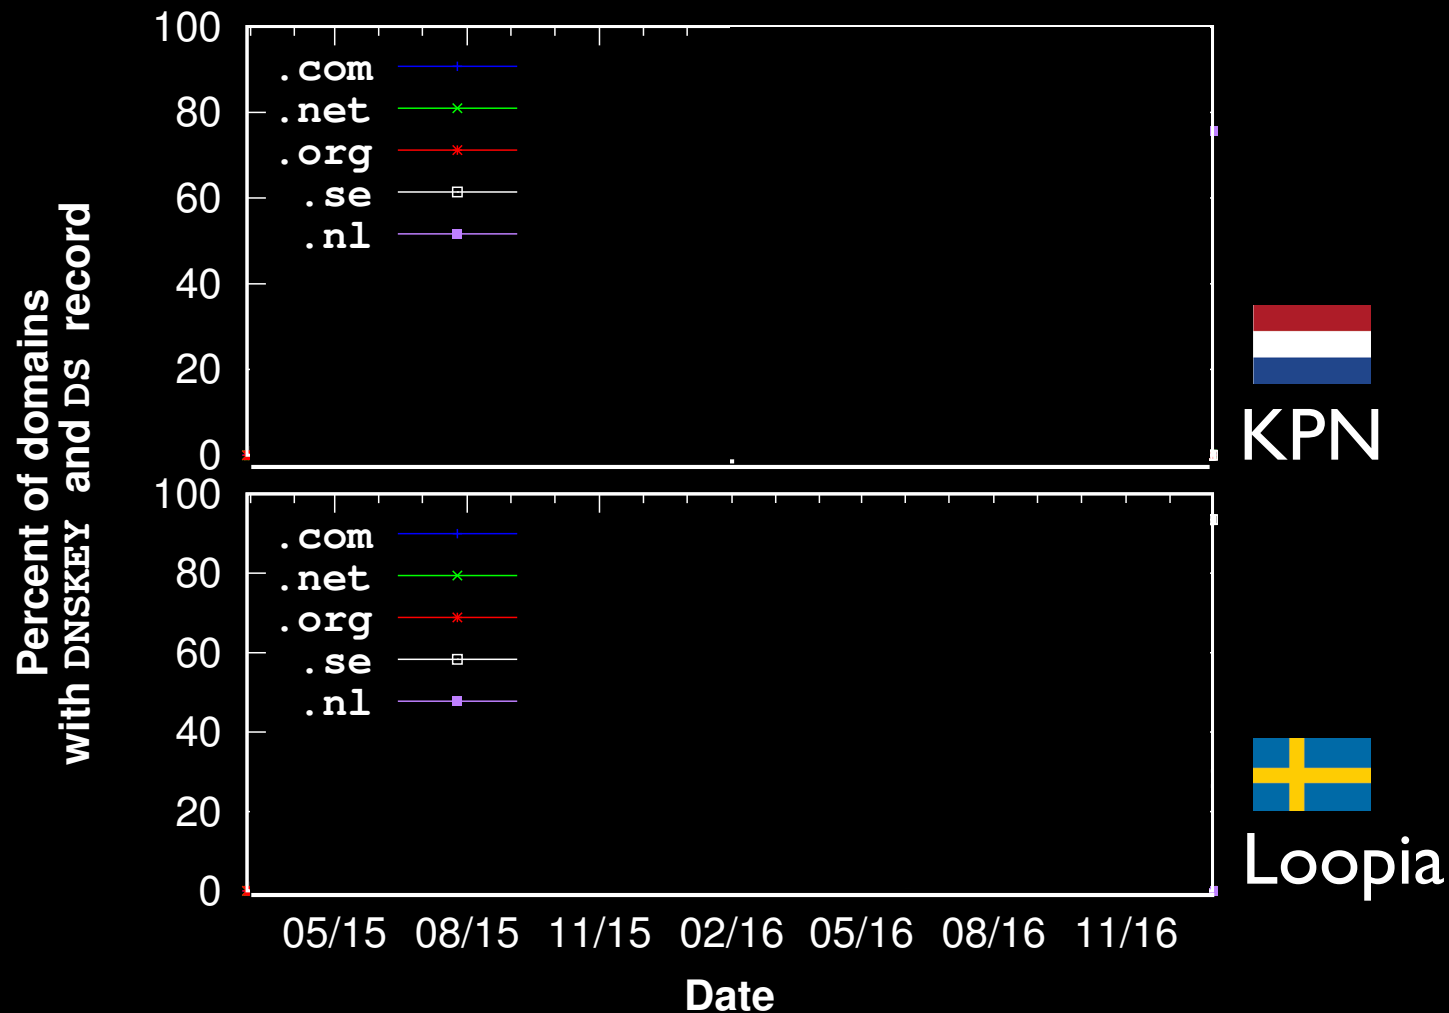 Percent of domains
with DNSKEY and DS record
100
80
60
40
20
0
.com
.net
.org
.se
.nl
KPN
100
80
60
40
20
0
.com
.net
.org
.se
.nl
Loopia
05/15 08/15 11/15 02/16 05/16 08/16 11/16
Date